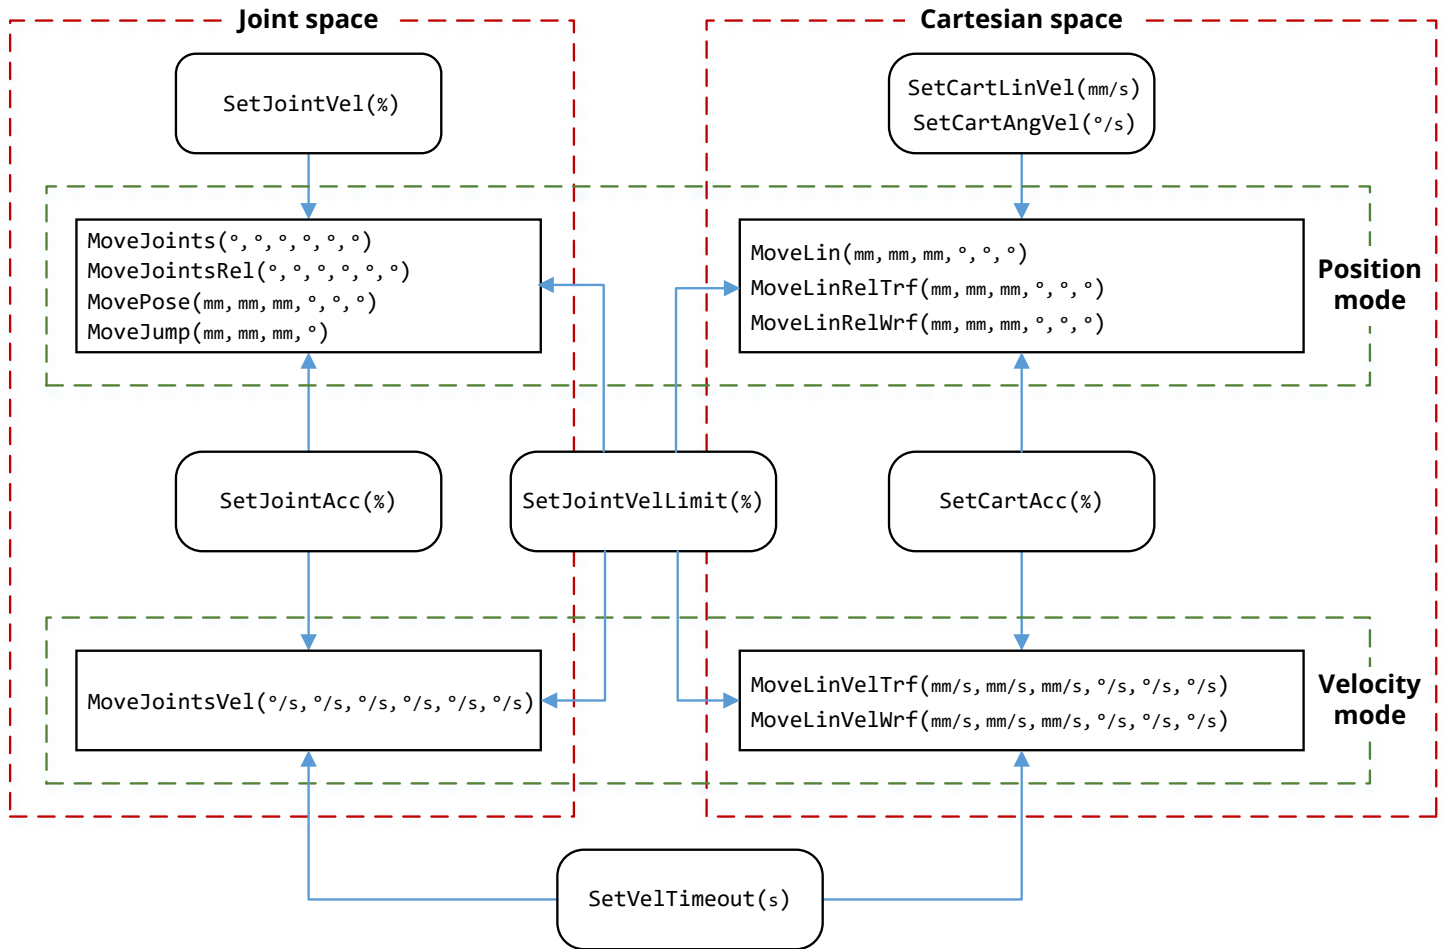 Joint space
Cartesian space
SetJointVel(%)
SetCartLinVel(mm/s)
SetCartAngVel(°/s)
MoveJoints(°,°,°,°,°,°)
MoveJointsRel(°,°,°,°,°,°)
MovePose(mm,mm,mm,°,°,°)
MoveJump(mm,mm,mm,°)
MoveLin(mm,mm,mm,°,°,°)
MoveLinRelTrf(mm,mm,mm,°,°,°)
MoveLinRelWrf(mm,mm,mm,°,°,°)
Position
mode
SetJointAcc(%)
SetJointVelLimit(%)
SetCartAcc(%)
MoveJointsVel(°/s,°/s,°/s,°/s,°/s,°/s)
MoveLinVelTrf(mm/s,mm/s,mm/s,°/s,°/s,°/s)
MoveLinVelWrf(mm/s,mm/s,mm/s,°/s,°/s,°/s)
Velocity
mode
SetVelTimeout(s)